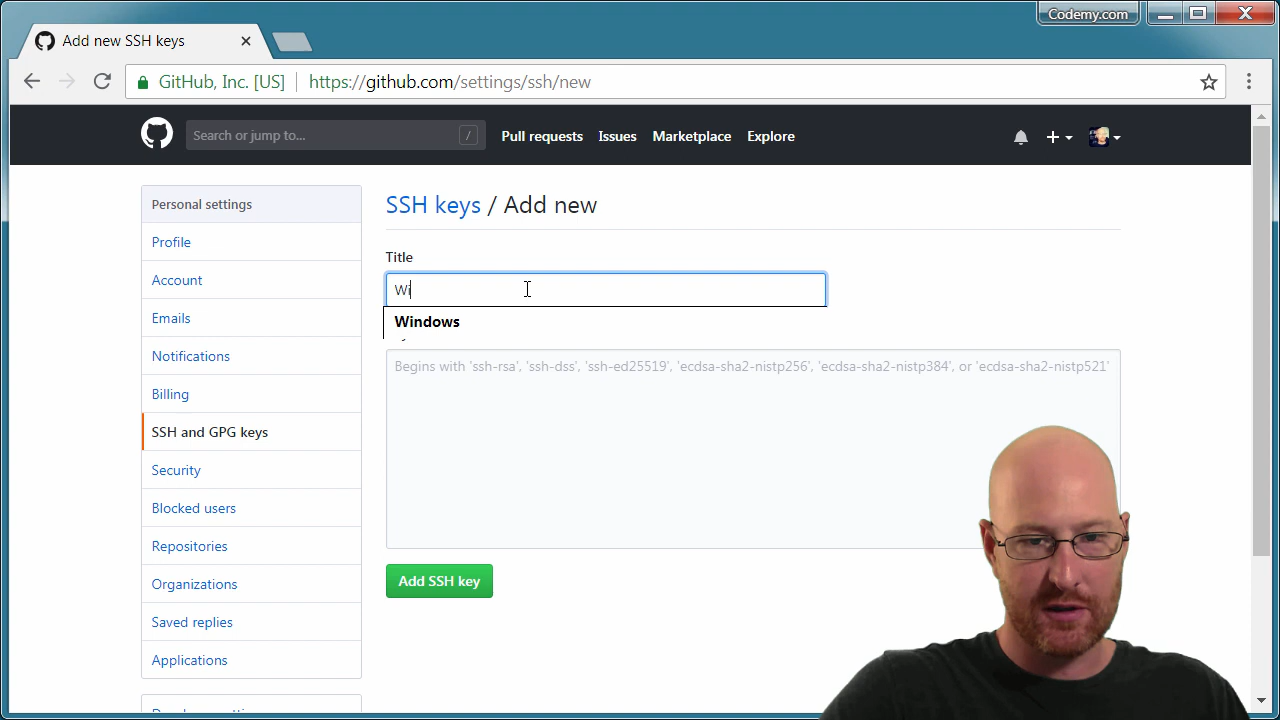 Codemy.com
Add new SSH keys
GitHub, Inc. [US]
https://github.com/settings/ssh/new
Search or jump to...
/
Pull requests
Issues
Marketplace
Explore
Personal settings
Profile
Account
Emails
Notifications
Billing
SSH and GPG keys
Security
Blocked users
Repositories
Organizations
Saved replies
Applications
SSH keys / Add new
Title
Wi
Windows
Begins with 'ssh-rsa', 'ssh-dss', 'ssh-ed25519', 'ecdsa-sha2-nistp256', 'ecdsa-sha2-nistp384', or 'ecdsa-sha2-nistp521'
Add SSH key